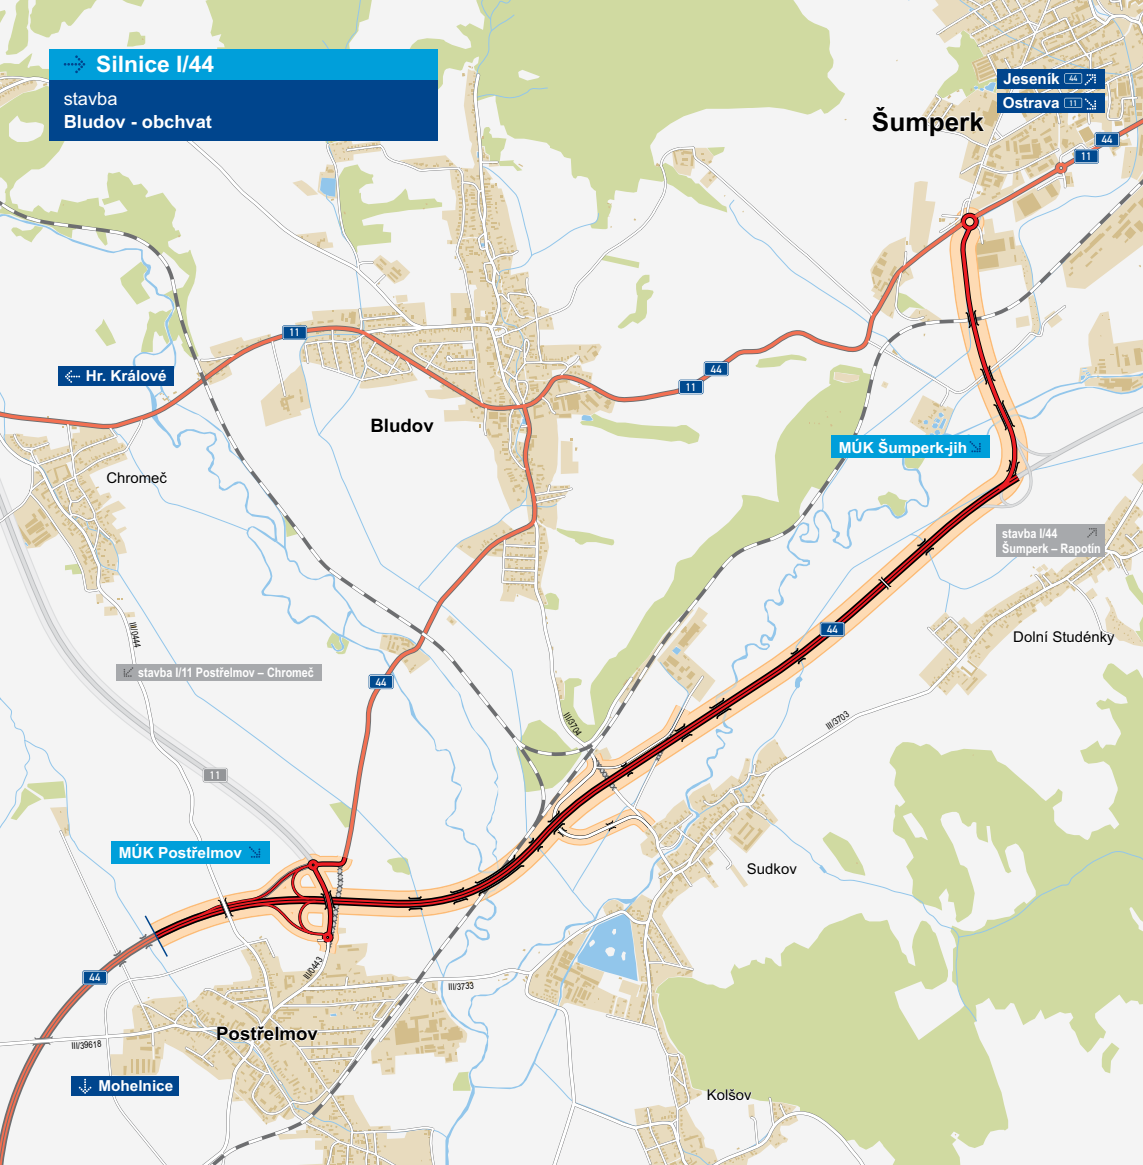 Silnice I/44
stavba
Bludov - obchvat
Jeseník 44
Ostrava 11
Šumperk
44
11
11
Hr. Králové
44
11
Bludov
MÚK Šumperk-jih
Chromeč
stavba I/44
Šumperk – Rapotín
III/0444
44
Dolní Studénky
stavba I/11 Postřelmov – Chromeč
44
III/3704
III/3703
11
MÚK Postřelmov
Sudkov
III/0443
44
III/3733
Postřelmov
III/39618
Mohelnice
Kolšov